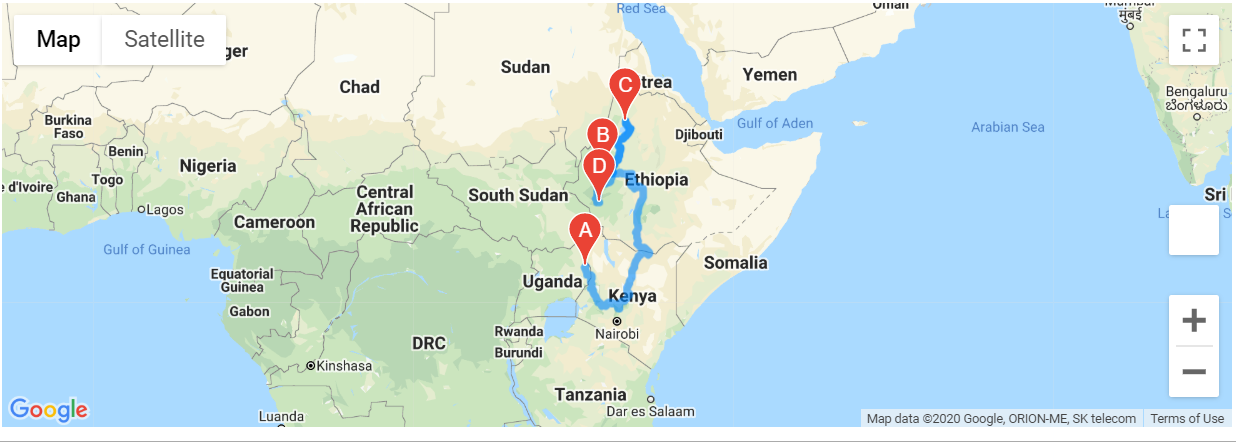 Map
Satellite
Red Sea
Oman
मुंबई
ger
Sudan
Chad
trea
Yemen
C
Bengaluru
ಬೆಂಗಳೂರು
Burkina
Faso
B
Djibouti
Gulf of Aden
Arabian Sea
Benin
Nigeria
D
Togo
Ethiopia
e d'Ivoire
Ghana
Central
African
Republic
South Sudan
Sri
Lagos
Cameroon
A
Gulf of Guinea
Somalia
Equatorial
Guinea
Uganda
Kenya
Gabon
Rwanda
Nairobi
DRC
Burundi
Kinshasa
Tanzania
Dar es Salaam
Google
Luanda
Map data ©2020 Google, ORION-ME, SK telecom
Terms of Use